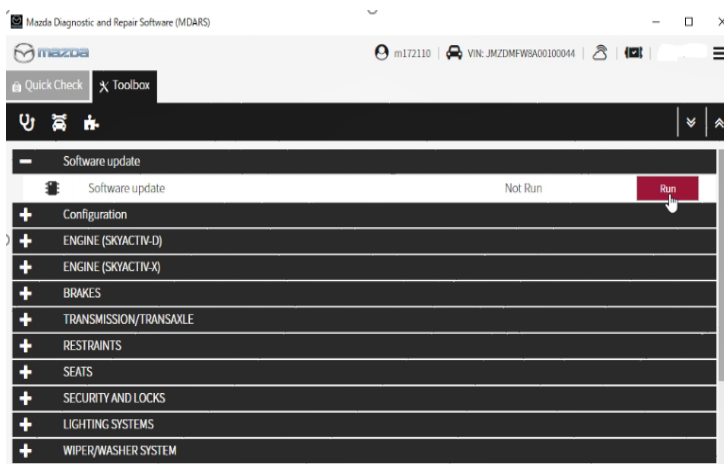 Mazda Diagnostic and Repair Software (MDARS)
mazda m172110 VIN: JMZDMFW8A00100044
Quick Check Toolbox
Software update
Software update Not Run Run
Configuration
ENGINE (SKYACTIV-D)
ENGINE (SKYACTIV-X)
BRAKES
TRANSMISSION/TRANSAXLE
RESTRAINTS
SEATS
SECURITY AND LOCKS
LIGHTING SYSTEMS
WIPER/WASHER SYSTEM